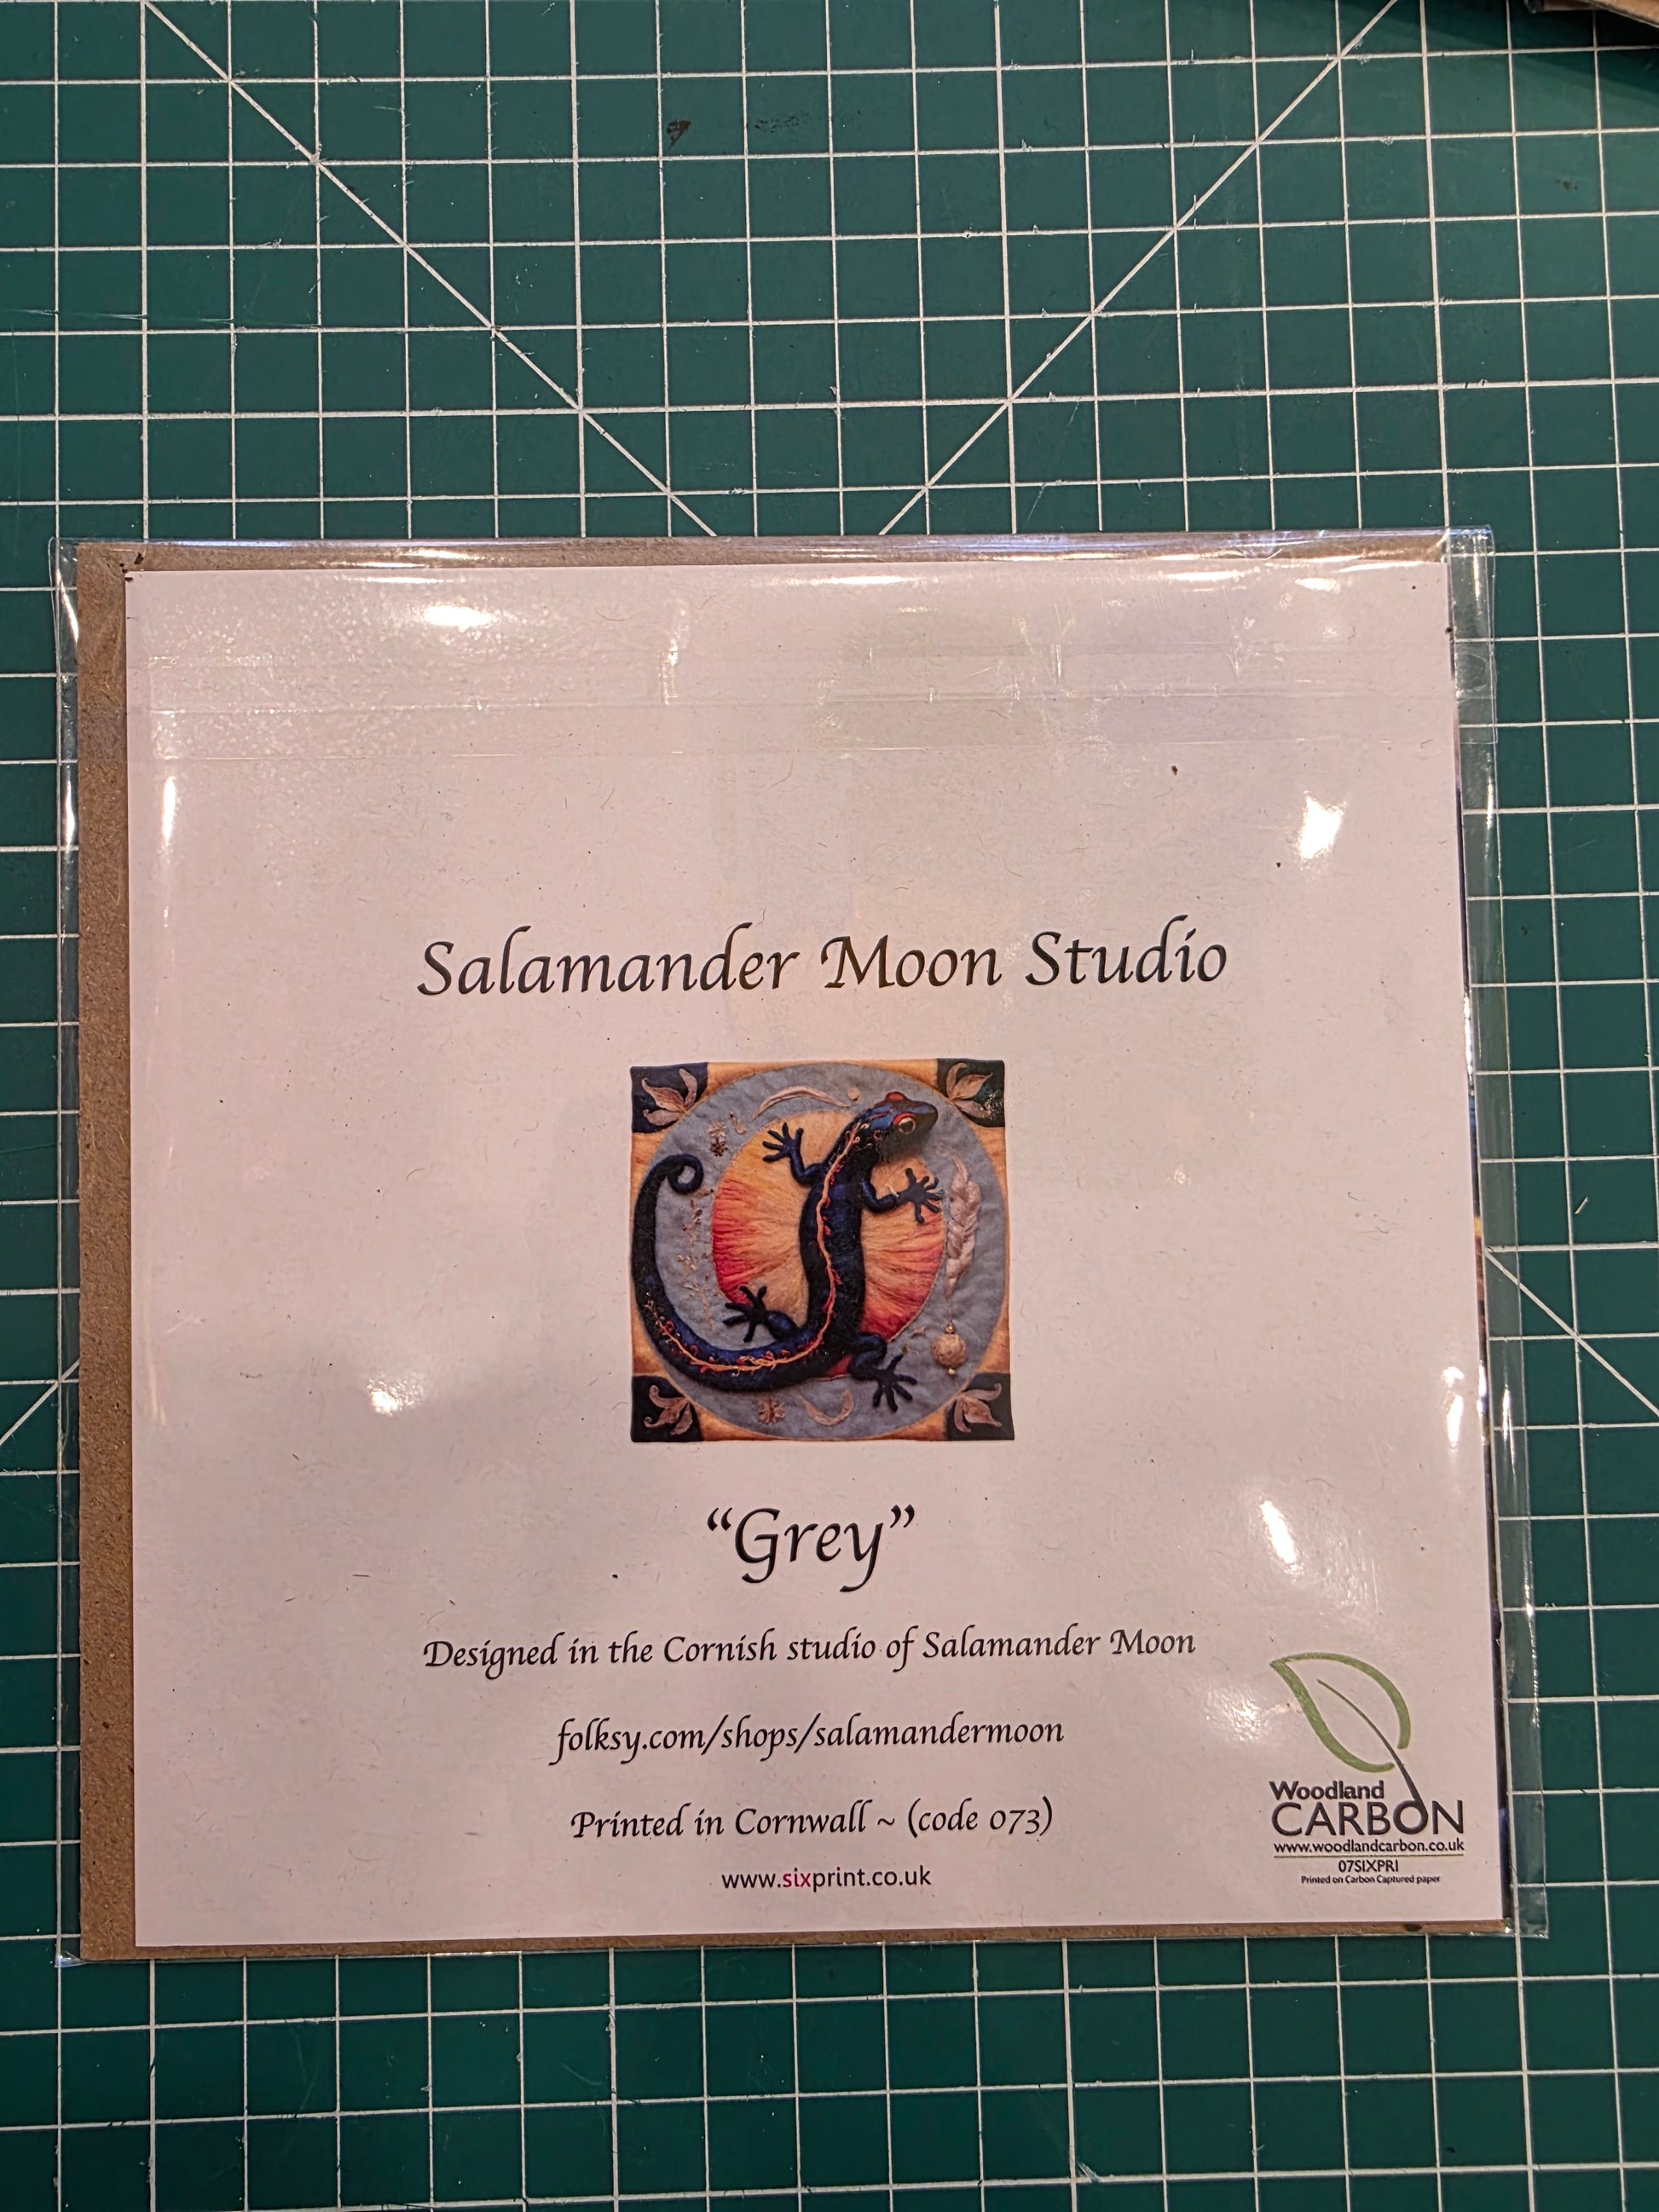 Salamander Moon Studio
“Grey”
Designed in the Cornish studio of Salamander Moon
folksy.com/shops/salamandermoon
Printed in Cornwall ~ (code 073)
www.sixprint.co.uk
Woodland
CARBON
www.woodlandcarbon.co.uk
07SIXPRI
Printed on Carbon Captured paper